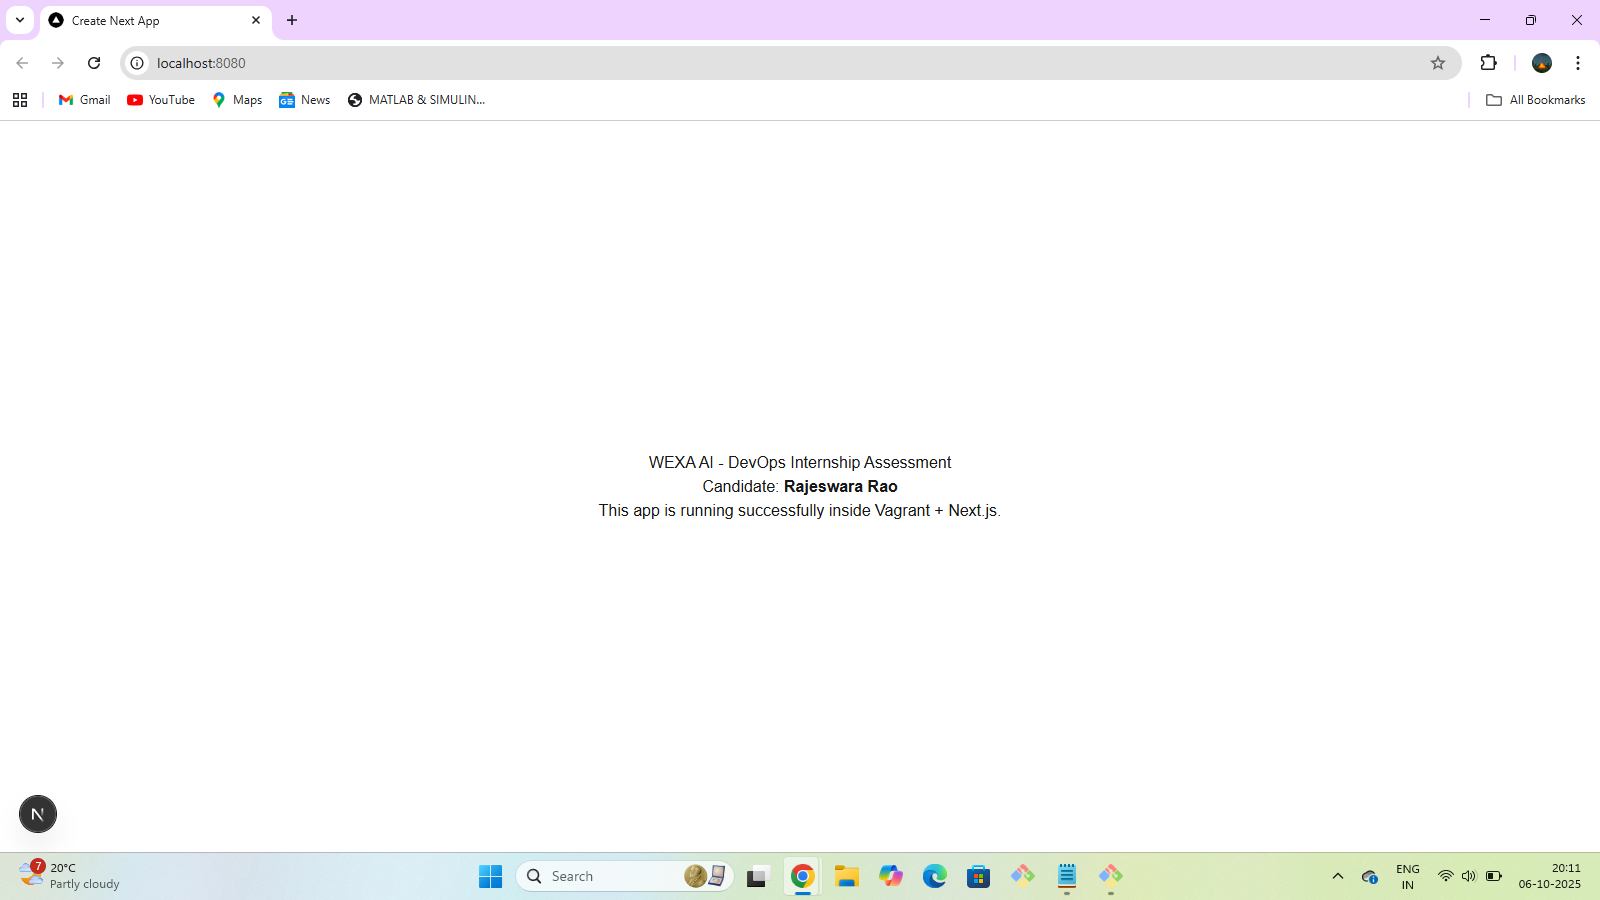 Create Next App
localhost:8080
Gmail
YouTube
Maps
News
MATLAB & SIMULIN...
All Bookmarks
WEXA AI - DevOps Internship Assessment
Candidate: Rajeswara Rao
This app is running successfully inside Vagrant + Next.js.
N
7
20°C
Partly cloudy
Search
ENG
IN
20:11
06-10-2025